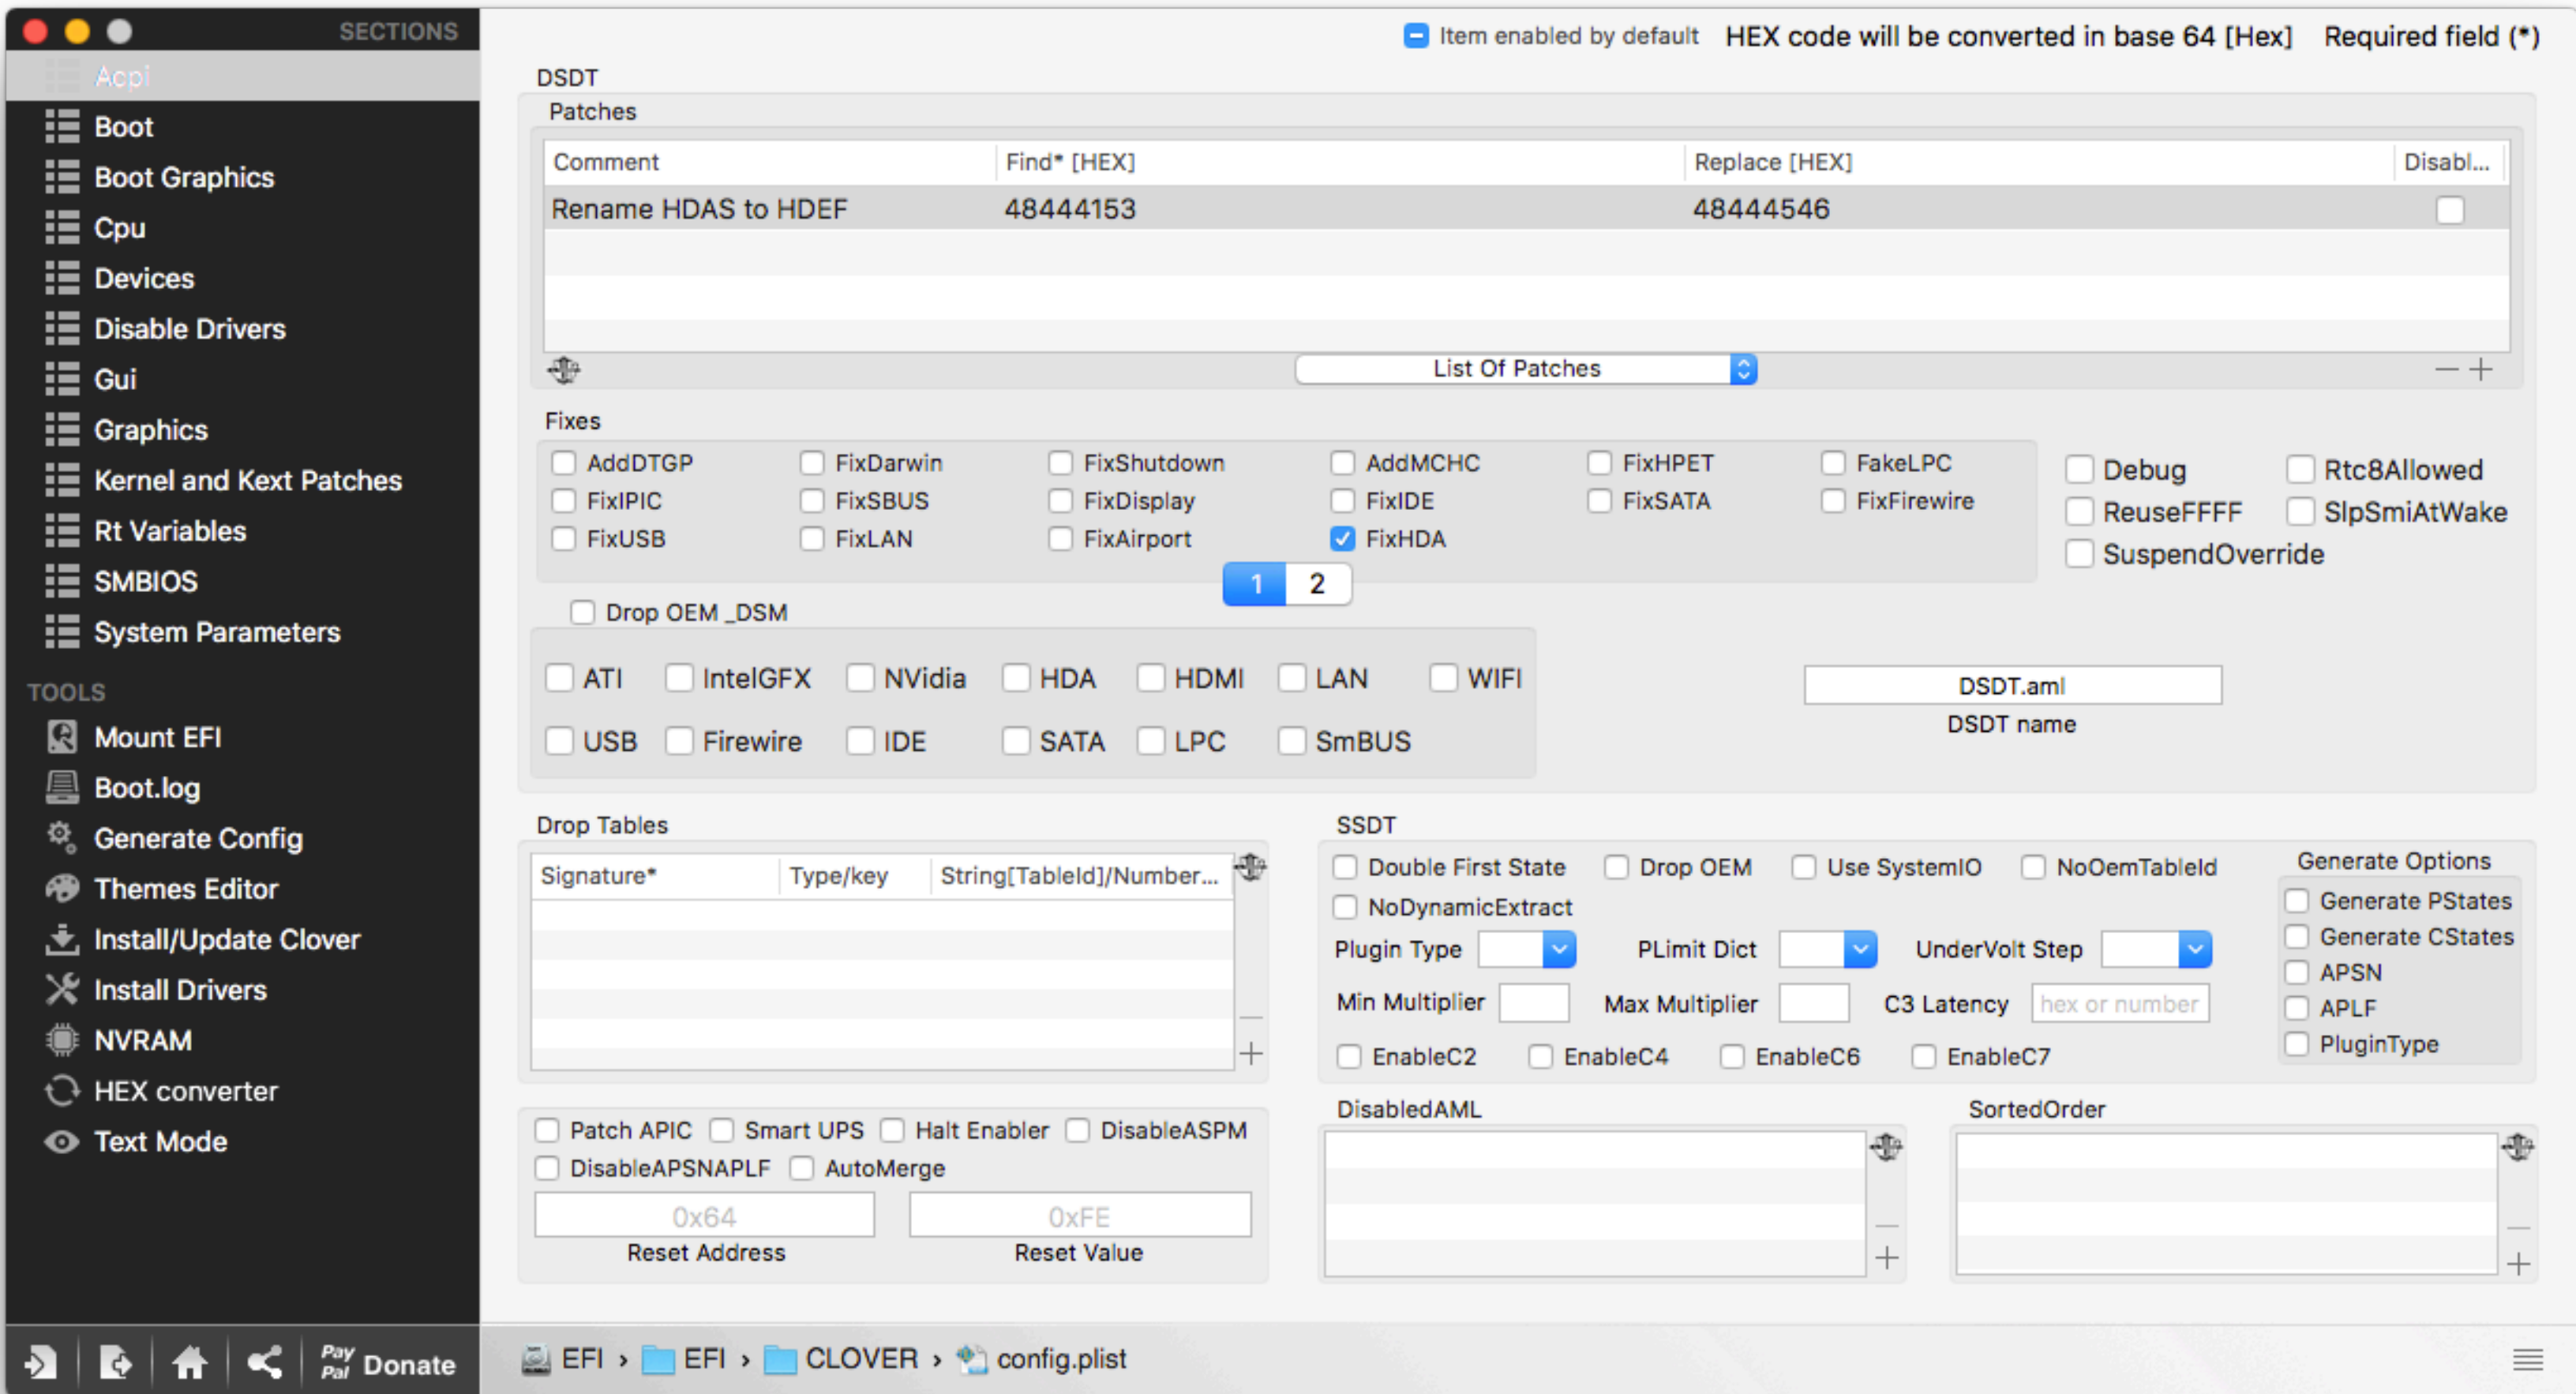 SECTIONS
Acpi
Boot
Boot Graphics
Cpu
Devices
Disable Drivers
Gui
Graphics
Kernel and Kext Patches
Rt Variables
SMBIOS
System Parameters
TOOLS
Mount EFI
Boot.log
Generate Config
Themes Editor
Install/Update Clover
Install Drivers
NVRAM
HEX converter
Text Mode
Pay Pal Donate
Item enabled by default HEX code will be converted in base 64 [Hex] Required field (*)
DSDT
Patches
Comment Find* [HEX] Replace [HEX] Disabl...
Rename HDAS to HDEF 48444153 48444546
List Of Patches
Fixes
AddDTGP FixDarwin FixShutdown AddMCHC FixHPET FakeLPC
FixIPIC FixSBUS FixDisplay FixIDE FixSATA FixFirewire
FixUSB FixLAN FixAirport FixHDA
Debug Rtc8Allowed
ReuseFFFF SlpSmiAtWake
SuspendOverride
1 2
Drop OEM _DSM
ATI IntelGFX NVidia HDA HDMI LAN WIFI
USB Firewire IDE SATA LPC SmBUS
DSDT.aml
DSDT name
Drop Tables
Signature* Type/key String[TableId]/Number...
SSDT
Double First State Drop OEM Use SystemIO NoOemTableId
NoDynamicExtract
Plugin Type PLimit Dict UnderVolt Step
Min Multiplier Max Multiplier C3 Latency hex or number
EnableC2 EnableC4 EnableC6 EnableC7
Generate Options
Generate PStates
Generate CStates
APSN
APLF
PluginType
Patch APIC Smart UPS Halt Enabler DisableASPM
DisableAPSNAPLF AutoMerge
0x64 0xFE
Reset Address Reset Value
DisabledAML
SortedOrder
EFI › EFI › CLOVER › config.plist